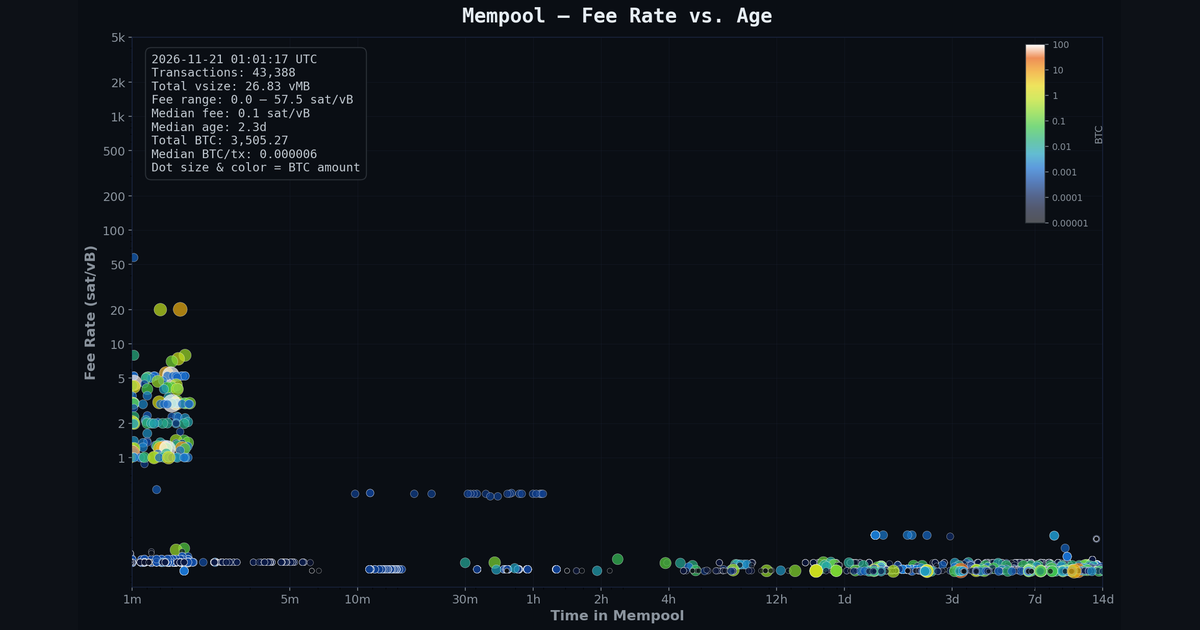 Mempool — Fee Rate vs. Age
2026-11-21 01:01:17 UTC
Transactions: 43,388
Total vsize: 26.83 vMB
Fee range: 0.0 – 57.5 sat/vB
Median fee: 0.1 sat/vB
Median age: 2.3d
Total BTC: 3,505.27
Median BTC/tx: 0.000006
Dot size & color = BTC amount
5k
2k
1k
500
200
100
50
20
10
5
2
1
Fee Rate (sat/vB)
100
10
1
0.1
0.01
0.001
0.0001
0.00001
BTC
1m
5m
10m
30m
1h
2h
4h
12h
1d
3d
7d
14d
Time in Mempool